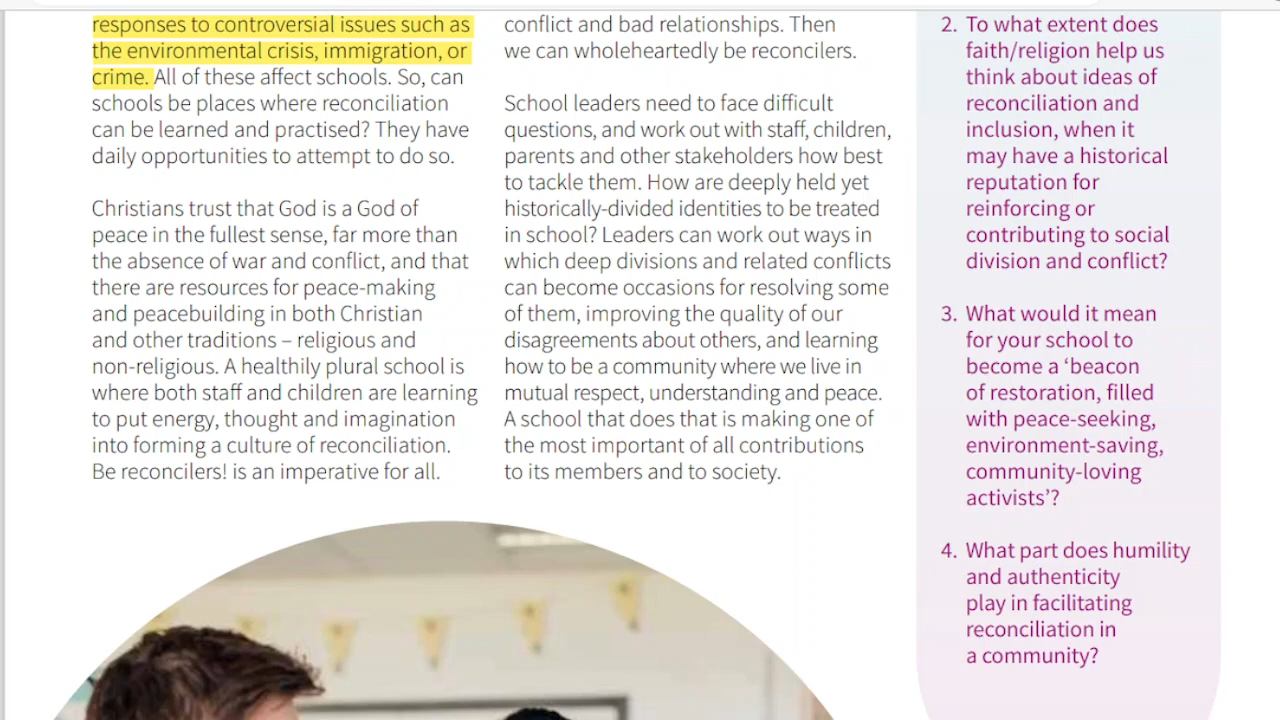 responses to controversial issues such as
the environmental crisis, immigration, or
crime. All of these affect schools. So, can
schools be places where reconciliation
can be learned and practised? They have
daily opportunities to attempt to do so.
Christians trust that God is a God of
peace in the fullest sense, far more than
the absence of war and conflict, and that
there are resources for peace-making
and peacebuilding in both Christian
and other traditions – religious and
non-religious. A healthily plural school is
where both staff and children are learning
to put energy, thought and imagination
into forming a culture of reconciliation.
Be reconcilers! is an imperative for all.
conflict and bad relationships. Then
we can wholeheartedly be reconcilers.
School leaders need to face difficult
questions, and work out with staff, children,
parents and other stakeholders how best
to tackle them. How are deeply held yet
historically-divided identities to be treated
in school? Leaders can work out ways in
which deep divisions and related conflicts
can become occasions for resolving some
of them, improving the quality of our
disagreements about others, and learning
how to be a community where we live in
mutual respect, understanding and peace.
A school that does that is making one of
the most important of all contributions
to its members and to society.
2. To what extent does
faith/religion help us
think about ideas of
reconciliation and
inclusion, when it
may have a historical
reputation for
reinforcing or
contributing to social
division and conflict?
3. What would it mean
for your school to
become a ‘beacon
of restoration, filled
with peace-seeking,
environment-saving,
community-loving
activists’?
4. What part does humility
and authenticity
play in facilitating
reconciliation in
a community?